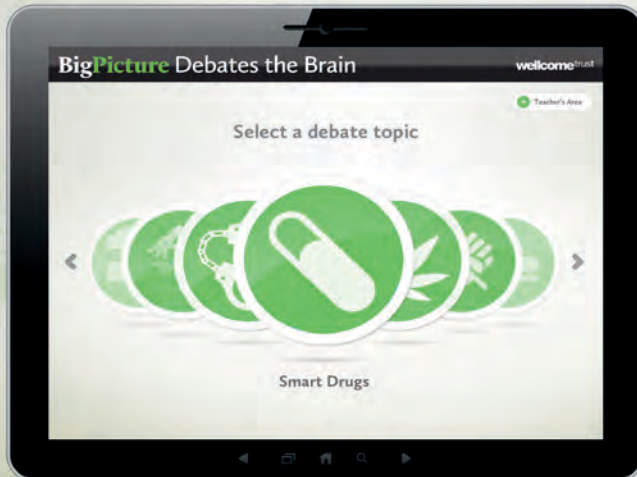 BigPicture Debates the Brain
wellcometrust
Teacher's Area
Select a debate topic
Smart Drugs